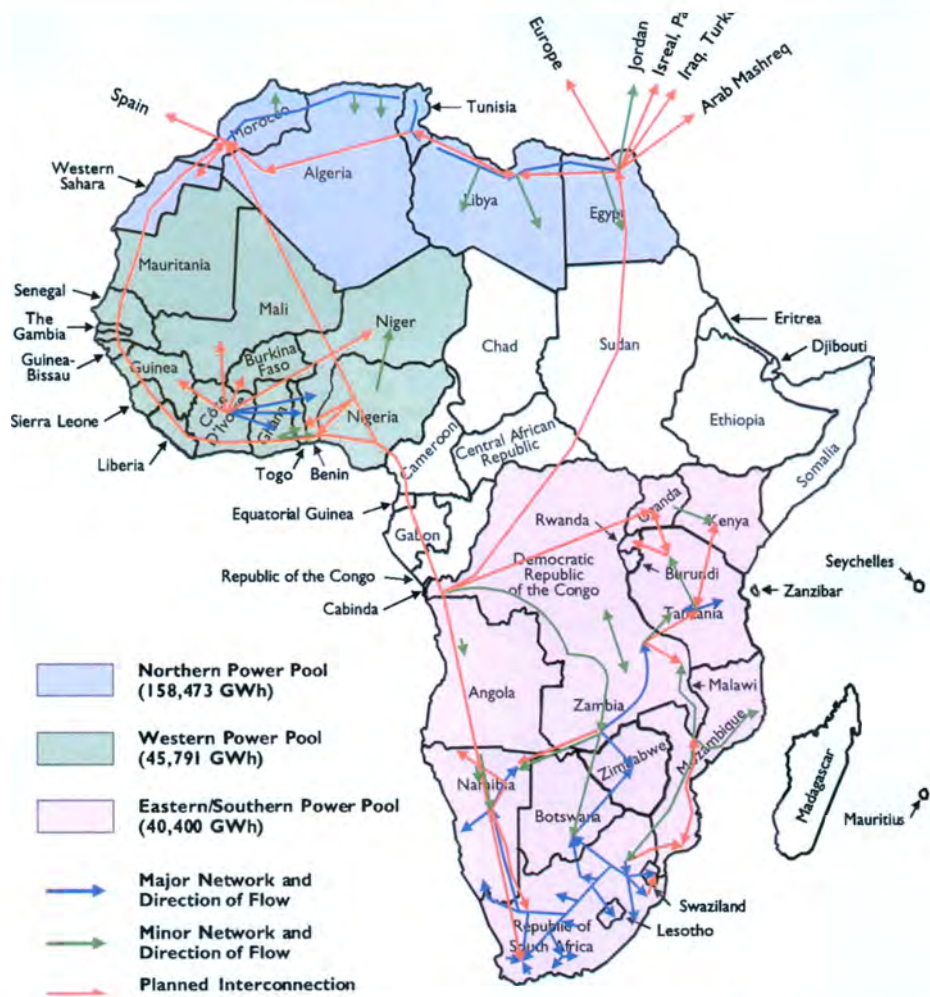 Europe
Jordan
Isreal, Pa
Iraq, Turk
Arab Mashreq
Spain
Morocco
Tunisia
Western
Sahara
Algeria
Libya
Egypt
Mauritania
Senegal
The
Gambia
Guinea-
Bissau
Mali
Niger
Chad
Sudan
Eritrea
Djibouti
Guinea
Burkina
Faso
Côte
D'Ivoire
Ghana
Nigeria
Ethiopia
Sierra Leone
Liberia
Togo
Benin
Cameroon
Central African
Republic
Somalia
Equatorial Guinea
Gabon
Rwanda
Uganda
Kenya
Republic of the Congo
Democratic
Republic
of the Congo
Burundi
Seychelles
Cabinda
Tanzania
Zanzibar
Northern Power Pool
(158,473 GWh)
Angola
Zambia
Malawi
Western Power Pool
(45,791 GWh)
Mozambique
Zimbabwe
Namibia
Madagascar
Eastern/Southern Power Pool
(40,400 GWh)
Botswana
Mauritius
Major Network and
Direction of Flow
Swaziland
Republic of
South Africa
Lesotho
Minor Network and
Direction of Flow
Planned Interconnection